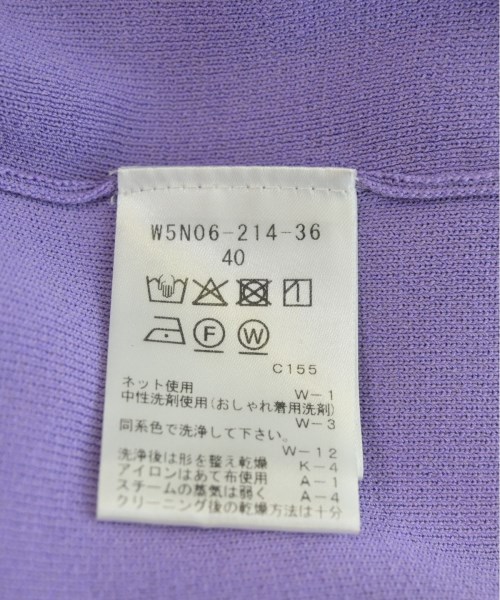 W5N06-214-36
40
F W
C155
ネット使用 W-1
中性洗剤使用(おしゃれ着用洗剤) W-3
同系色で洗浄して下さい。 W-12
洗浄後は形を整え乾燥 K-4
アイロンはあて布使用 A-1
スチームの蒸気は弱く A-4
クリーニング後の乾燥方法は十分